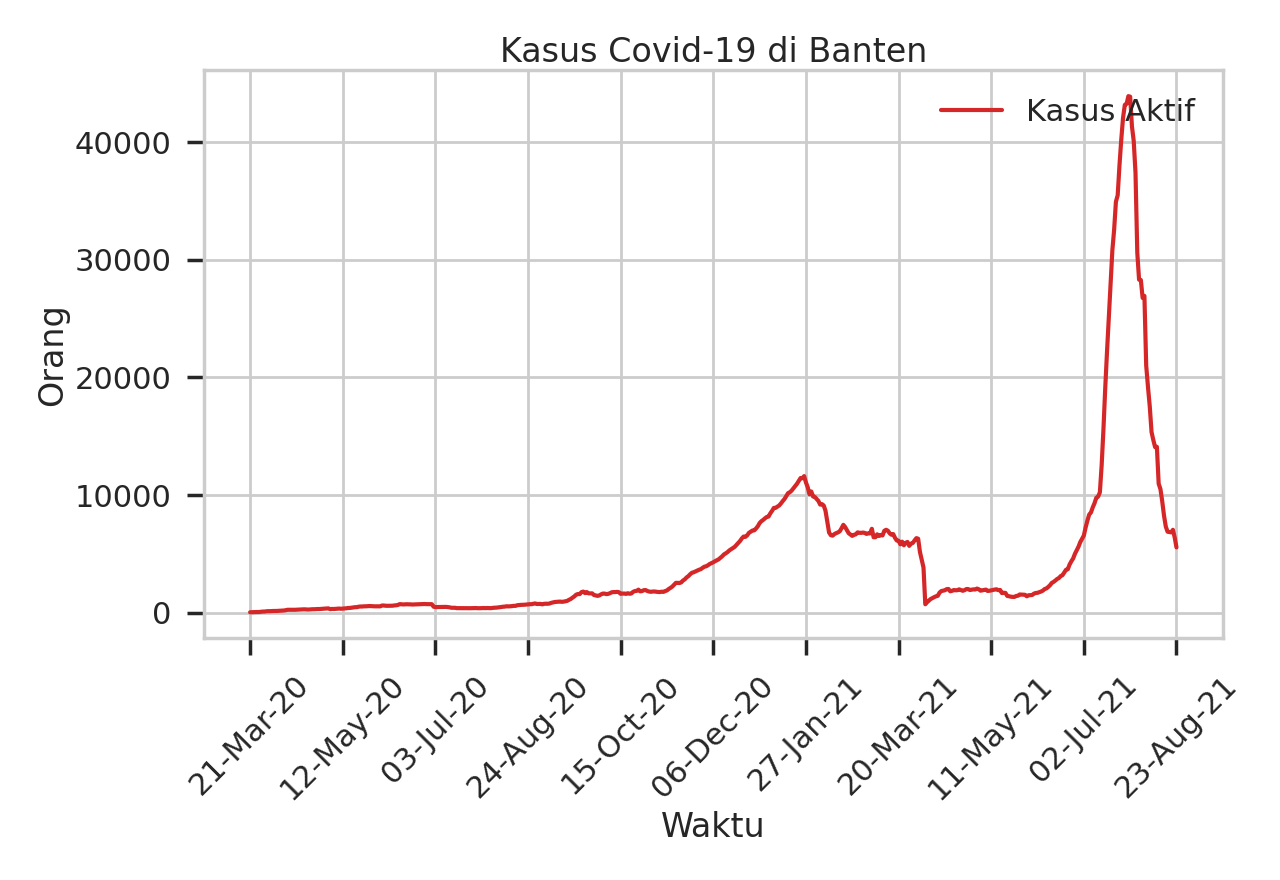 Kasus Covid-19 di Banten
Kasus Aktif
40000
30000
20000
10000
0
Orang
21-Mar-20
12-May-20
03-Jul-20
24-Aug-20
15-Oct-20
06-Dec-20
27-Jan-21
20-Mar-21
11-May-21
02-Jul-21
23-Aug-21
Waktu